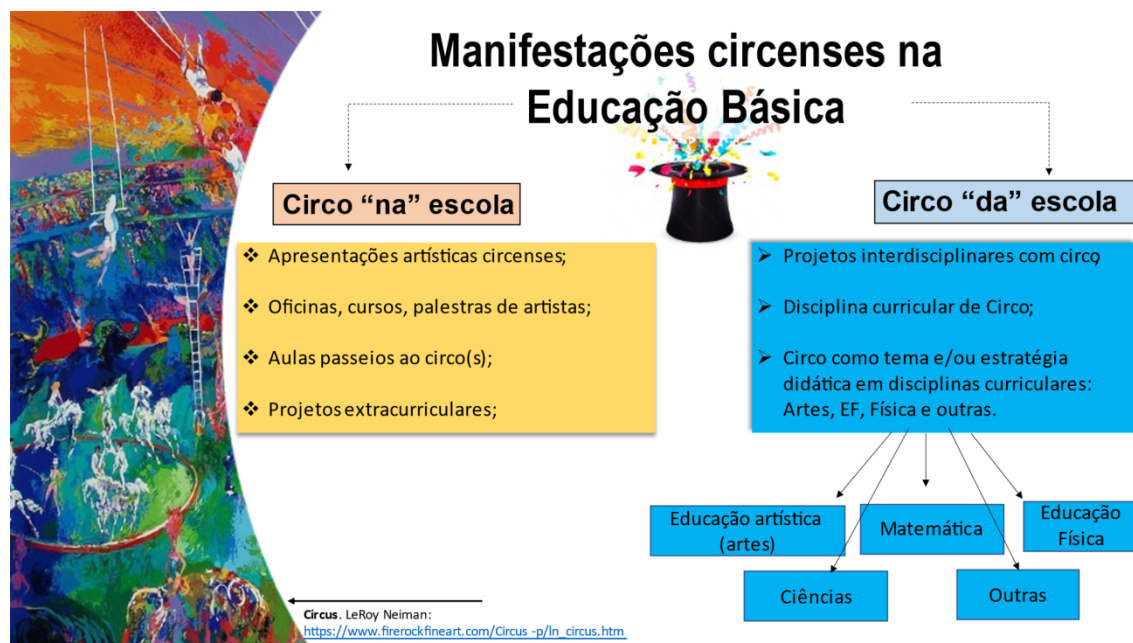 Manifestações circenses na
Educação Básica
Circo “na” escola
❖ Apresentações artísticas circenses;
❖ Oficinas, cursos, palestras de artistas;
❖ Aulas passeios ao circo(s);
❖ Projetos extracurriculares;
Circo “da” escola
➢ Projetos interdisciplinares com circo;
➢ Disciplina curricular de Circo;
➢ Circo como tema e/ou estratégia
didática em disciplinas curriculares:
Artes, EF, Física e outras.
Educação artística
(artes)
Matemática
Educação
Física
Ciências
Outras
Circus. LeRoy Neiman:
https://www.firerockfineart.com/Circus -p/ln_circus.htm